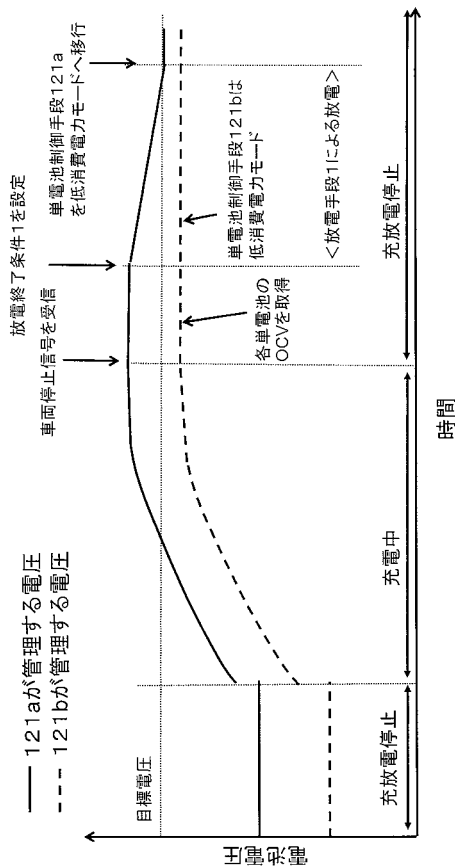 121aが管理する電圧
121bが管理する電圧
放電終了条件1を設定
車両停止信号を受信
単電池制御手段121a
を低消費電力モードへ移行
目標電圧
各単電池の
OCVを取得
単電池制御手段121bは
低消費電力モード
<放電手段1による放電>
電池電圧
充放電停止
充電中
充放電停止
時間